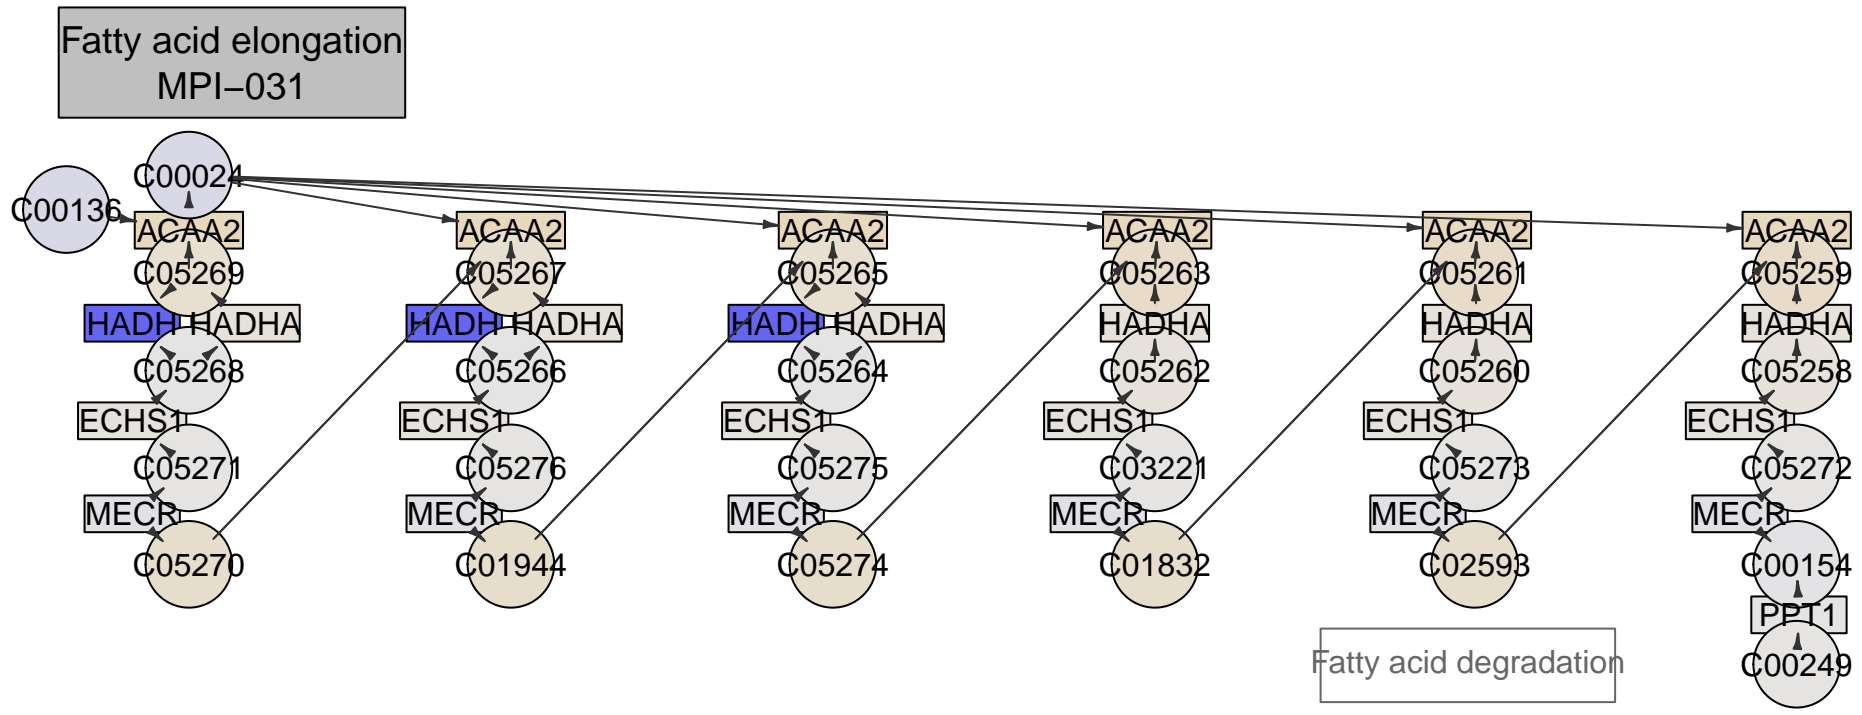 Fatty acid elongation
MPI−031
C00024
C00136
ACAA2 ACAA2 ACAA2 ACAA2 ACAA2 ACAA2
C05269 C05267 C05265 C05263 C05261 C05259
HADH HADHA HADH HADHA HADH HADHA HADHA HADHA HADHA
C05268 C05266 C05264 C05262 C05260 C05258
ECHS1 ECHS1 ECHS1 ECHS1 ECHS1 ECHS1
C05271 C05276 C05275 C03221 C05273 C05272
MECR MECR MECR MECR MECR MECR
C05270 C01944 C05274 C01832 C02593 C00154
PPT1
Fatty acid degradation C00249